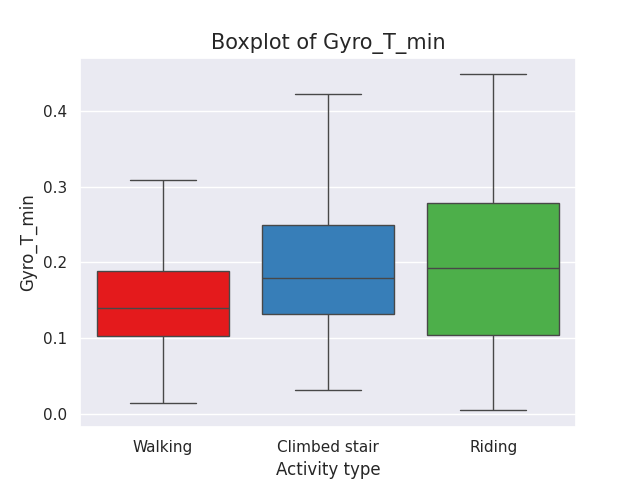 Boxplot of Gyro_T_min
0.4
0.3
0.2
0.1
0.0
Gyro_T_min
Walking
Climbed stair
Riding
Activity type